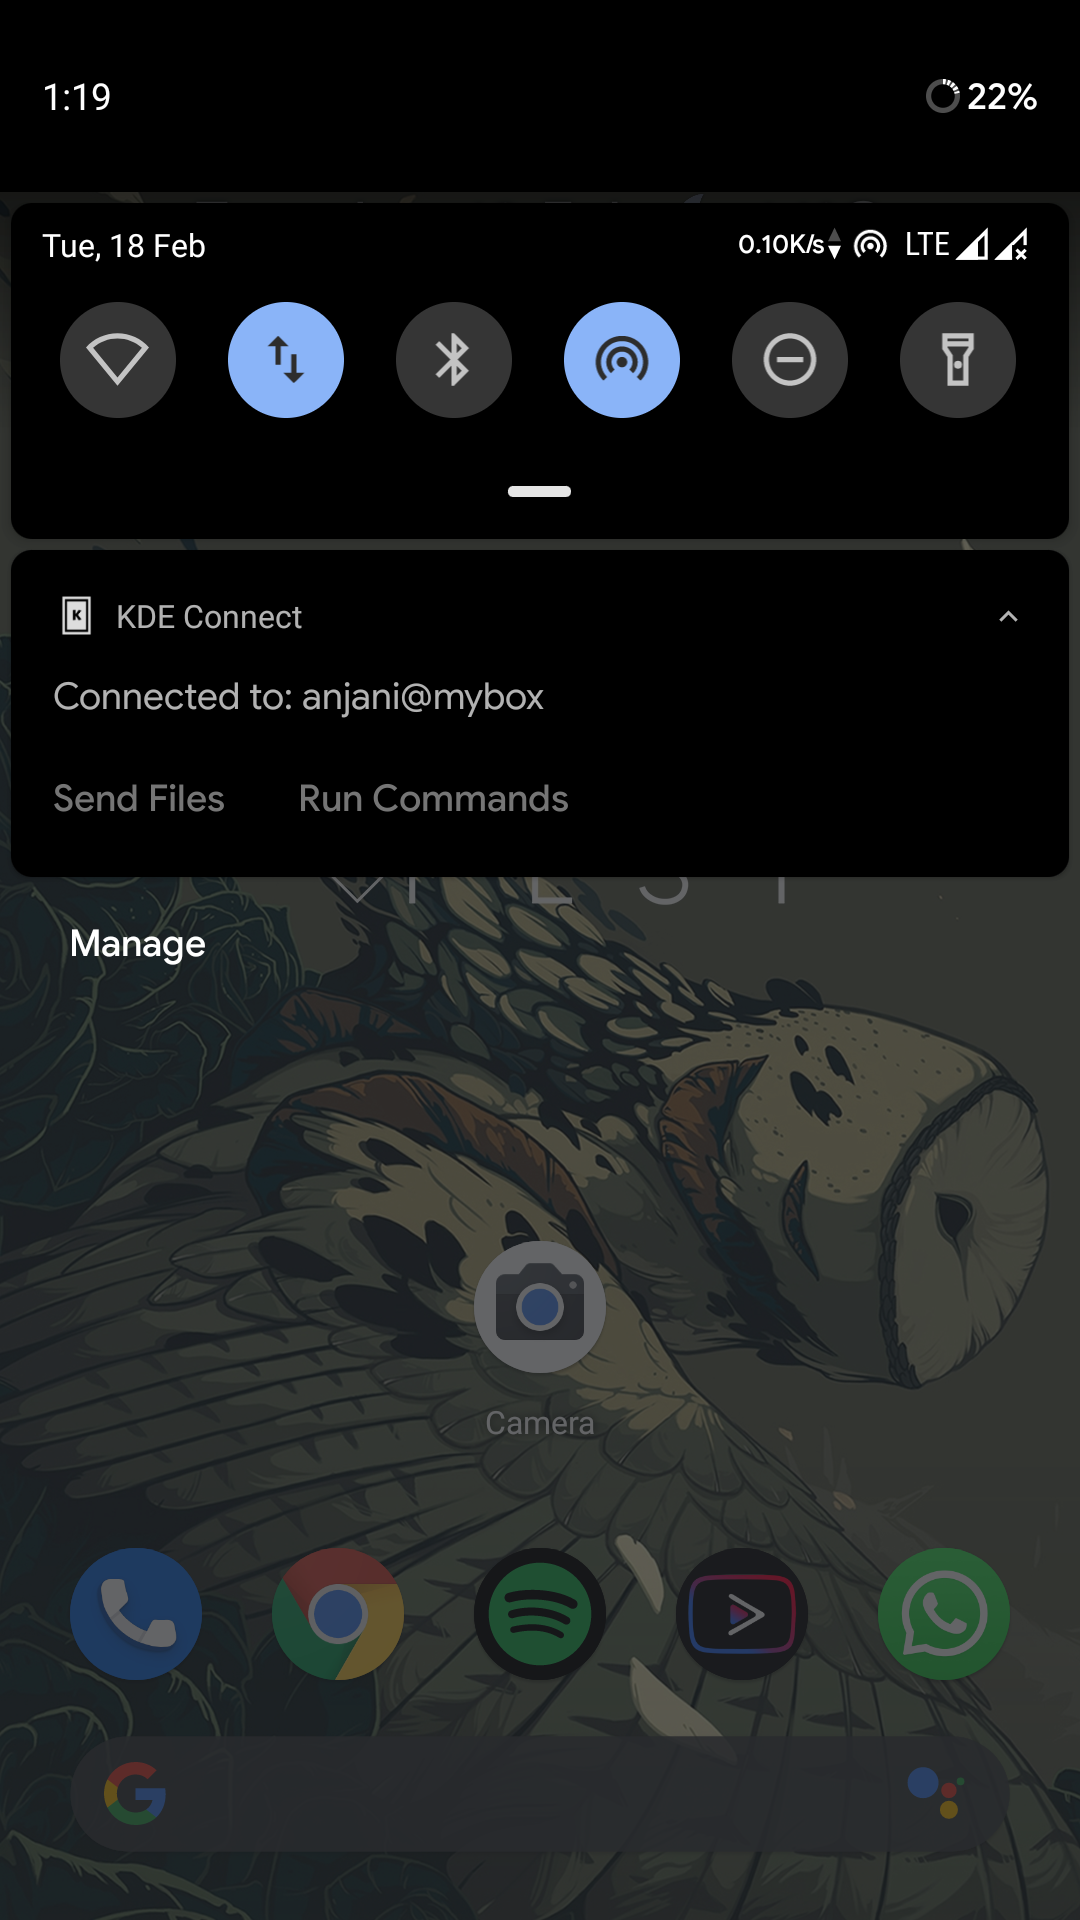 1:19 22%
Tue, 18 Feb 0.10K/s LTE
K KDE Connect
Connected to: anjani@mybox
Send Files Run Commands
Manage
Camera